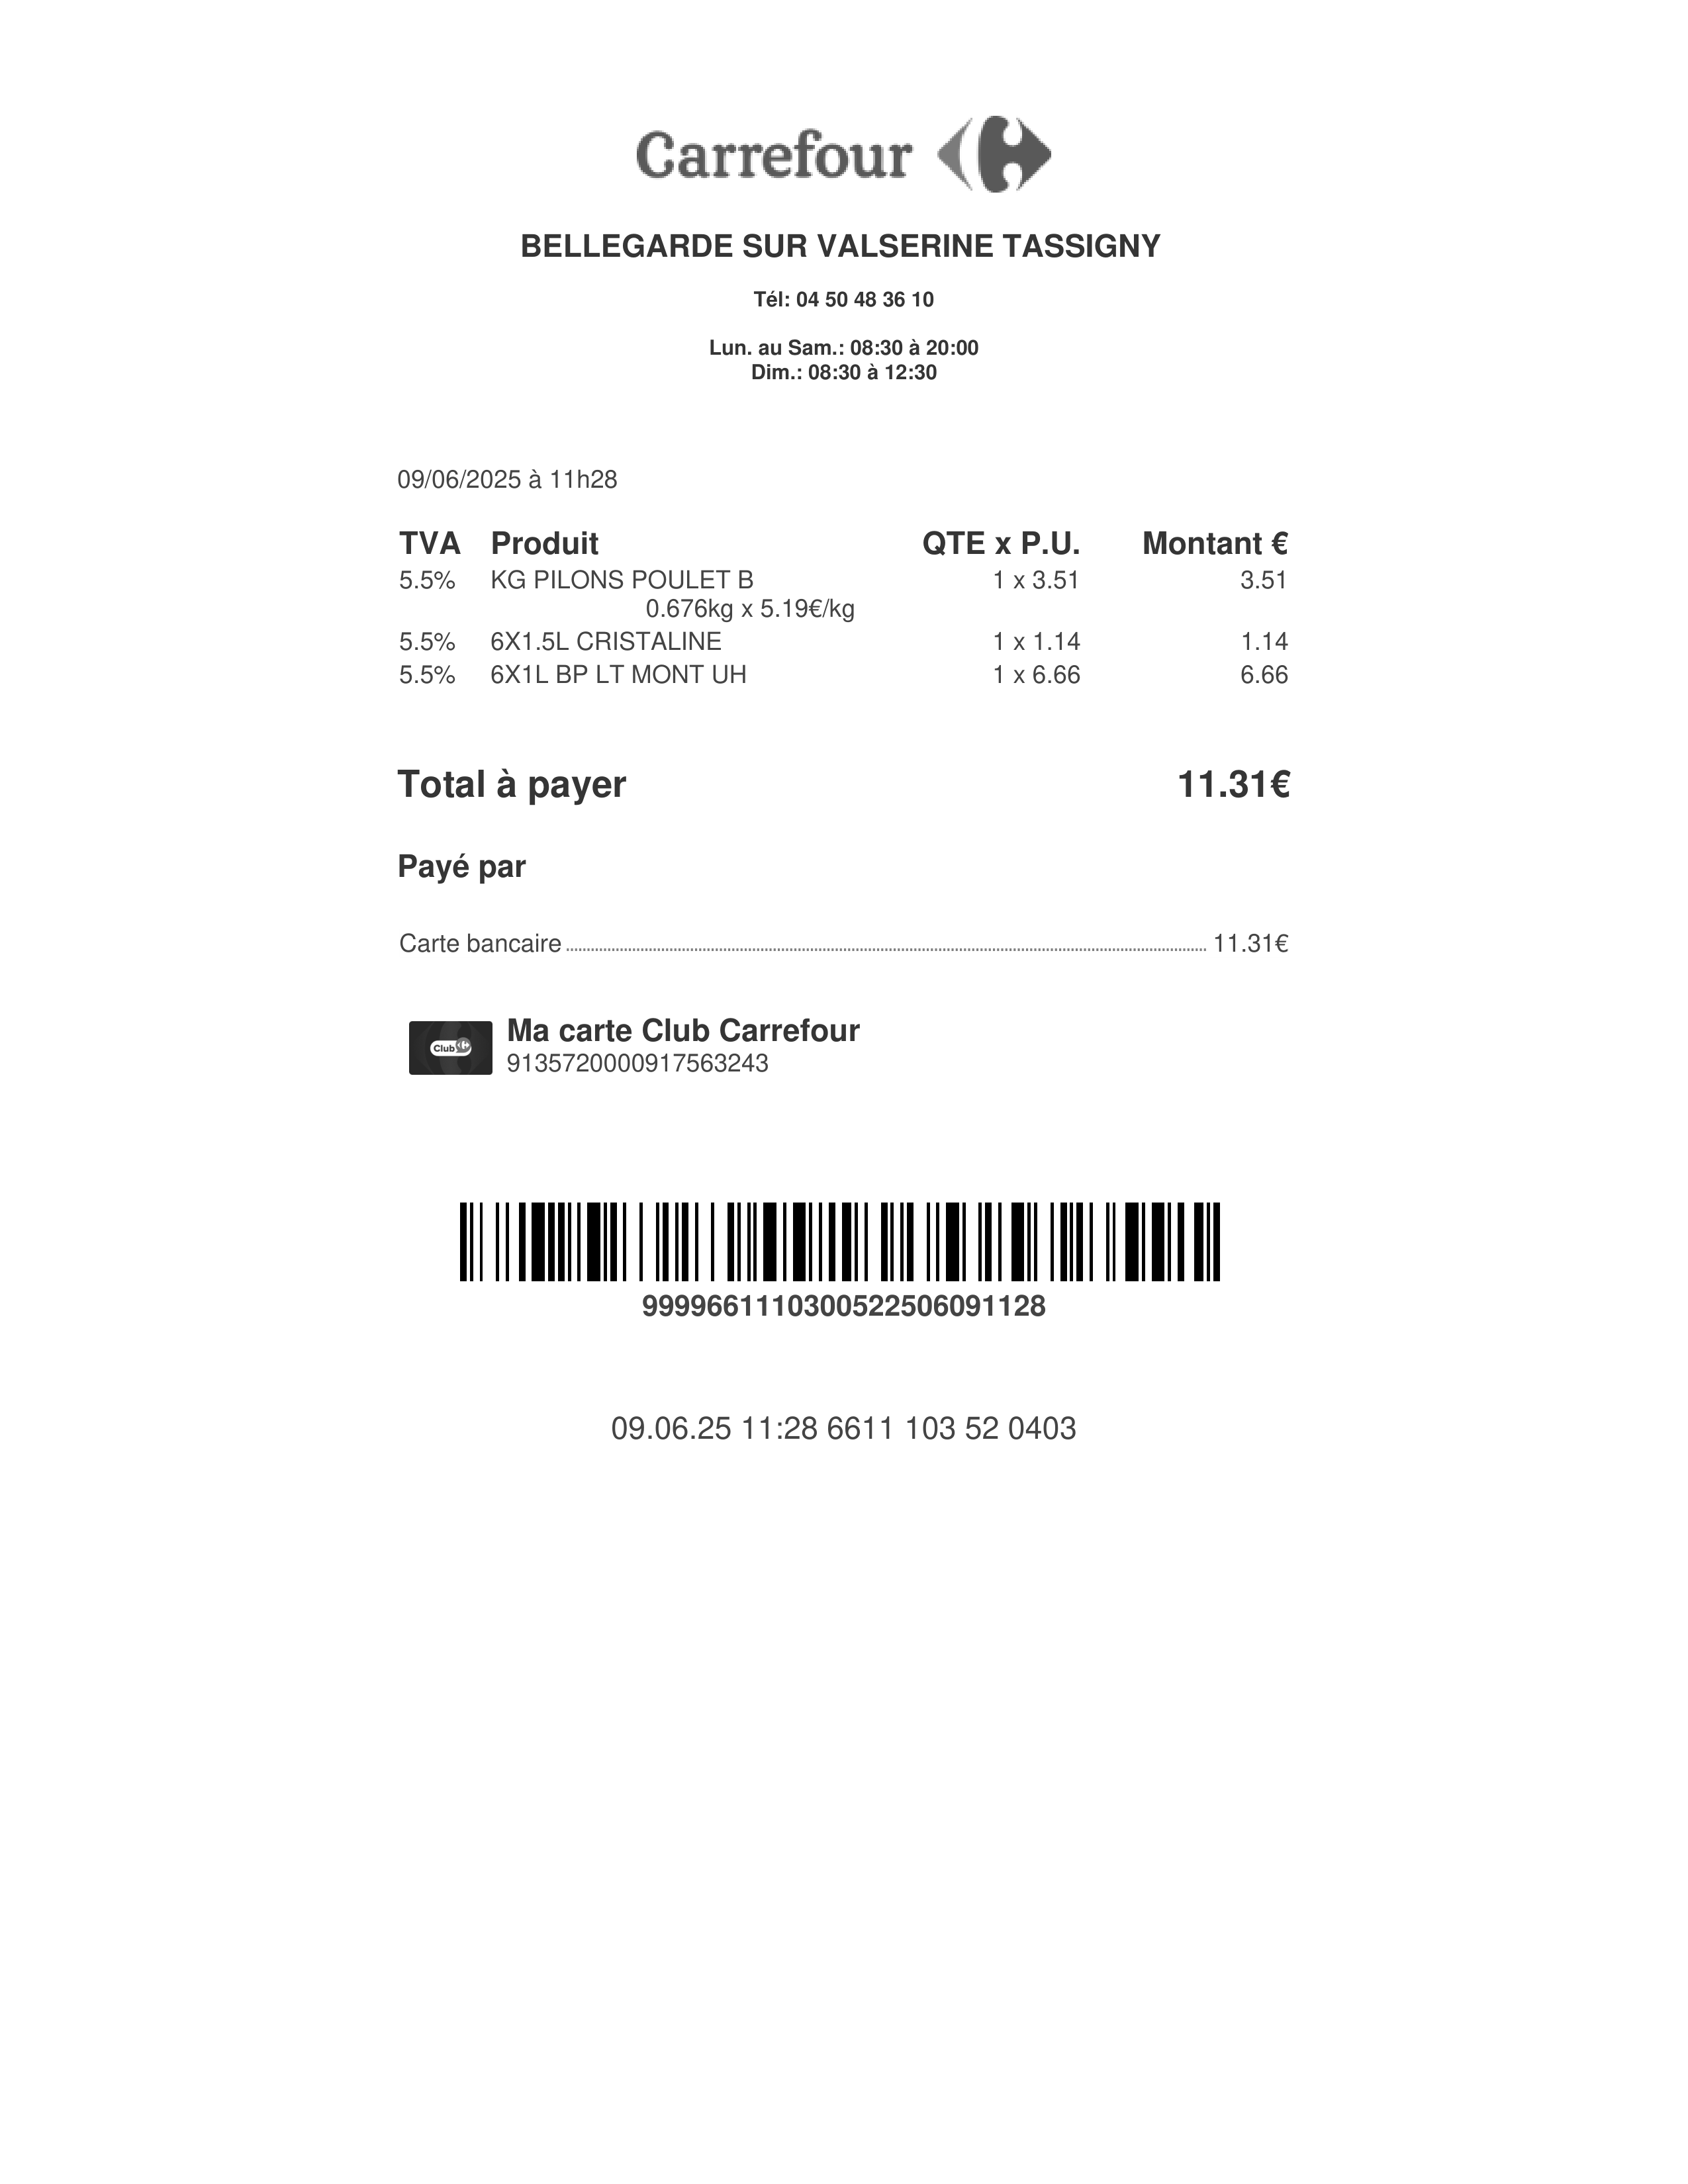 Carrefour
BELLEGARDE SUR VALSERINE TASSIGNY
Tél: 04 50 48 36 10
Lun. au Sam.: 08:30 à 20:00
Dim.: 08:30 à 12:30
09/06/2025 à 11h28
TVA Produit QTE x P.U. Montant €
5.5% KG PILONS POULET B 1 x 3.51 3.51
0.676kg x 5.19€/kg
5.5% 6X1.5L CRISTALINE 1 x 1.14 1.14
5.5% 6X1L BP LT MONT UH 1 x 6.66 6.66
Total à payer 11.31€
Payé par
Carte bancaire 11.31€
Club
Ma carte Club Carrefour
9135720000917563243
9999661110300522506091128
09.06.25 11:28 6611 103 52 0403